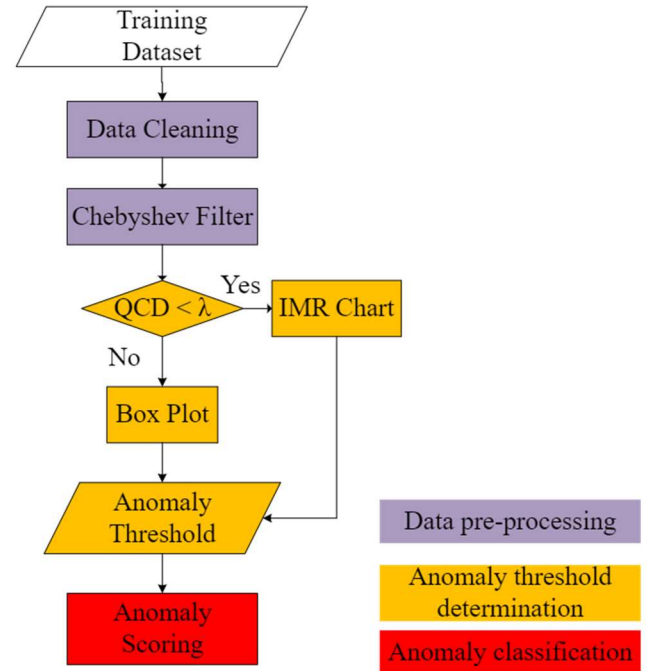 Training
Dataset
Data Cleaning
Chebyshev Filter
QCD < λ
Yes
IMR Chart
No
Box Plot
Anomaly
Threshold
Anomaly
Scoring
Data pre-processing
Anomaly threshold
determination
Anomaly classification